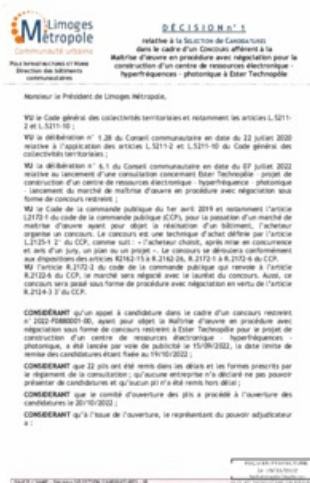 Limoges
Métropole
Communauté urbaine
DÉCISION n° 1
relative à la SELECTION DE CANDIDATURES
dans le cadre d'un CONCOURS afférent à la
Maîtrise d'œuvre en procédure avec négociation pour la
construction d'un centre de ressources électronique -
hyperfréquences - photonique à Ester Technopôle
Direction des bâtiments
communautaires
Monsieur le Président de Limoges Métropole,
VU le Code général des collectivités territoriales et notamment les articles L.5211-
2 et L.5211-10 ;
VU la délibération n° 1.28 du Conseil communautaire en date du 22 juillet 2020
relative à l'application des articles L.5211-2 et L.5211-10 du Code général des
collectivités territoriales ;
VU la délibération n° 6.1 du Conseil communautaire en date du 07 juillet 2022
relative au lancement d'une consultation concernant Ester Technopôle - projet de
construction d'un centre de ressources électronique - hyperfréquence - photonique
- lancement du marché de maîtrise d'œuvre en procédure avec négociation sous
forme de concours restreint ;
VU le Code de la commande publique du 1er avril 2019 et notamment l'article
L2172-1 du code de la commande publique (CCP), pour la passation d'un marché de
maîtrise d'œuvre ayant pour objet la réalisation d'un bâtiment, l'acheteur
organise un concours. Le concours est une technique d'achat définie par l'article
L.2125-1 2° du CCP, comme suit : « l'acheteur choisit, après mise en concurrence
et avis d'un jury, un plan ou un projet ». Le concours se déroulera conformément
aux dispositions des articles R2162-15 à R.2162-26, R.2172-1 à R.2172-6 du CCP.
VU l'article R.2172-2 du code de la commande publique qui renvoie à l'article
R.2122-6 du CCP, le marché sera négocié avec le lauréat du concours. Aussi, ce
concours sera passé sous forme de procédure avec négociation en vertu de l'article
R.2124-3 3° du CCP.
CONSIDÉRANT qu'un appel à candidature dans le cadre d'un concours restreint
ayant pour objet la Maîtrise d'œuvre en procédure avec
négociation sous forme de concours restreint à Ester Technopôle pour le projet de
construction d'un centre de ressources électronique - hyperfréquences -
photonique, a été lancée par voie de publicité le 15/09/2022, la date limite de
remise des candidatures étant fixée au 19/10/2022 ;
CONSIDERANT que 22 plis ont été remis dans les délais et les formes prescrits par
le règlement de la consultation ; qu'aucune entreprise n'a déclaré ne pas pouvoir
présenter de candidatures et qu'aucun pli n'a été remis hors délai ;
CONSIDERANT que le comité d'ouverture des plis a procédé à l'ouverture des
candidatures le 20/10/2022 ;
CONSIDERANT qu'à l'issue de l'ouverture, le représentant du pouvoir adjudicateur
a :